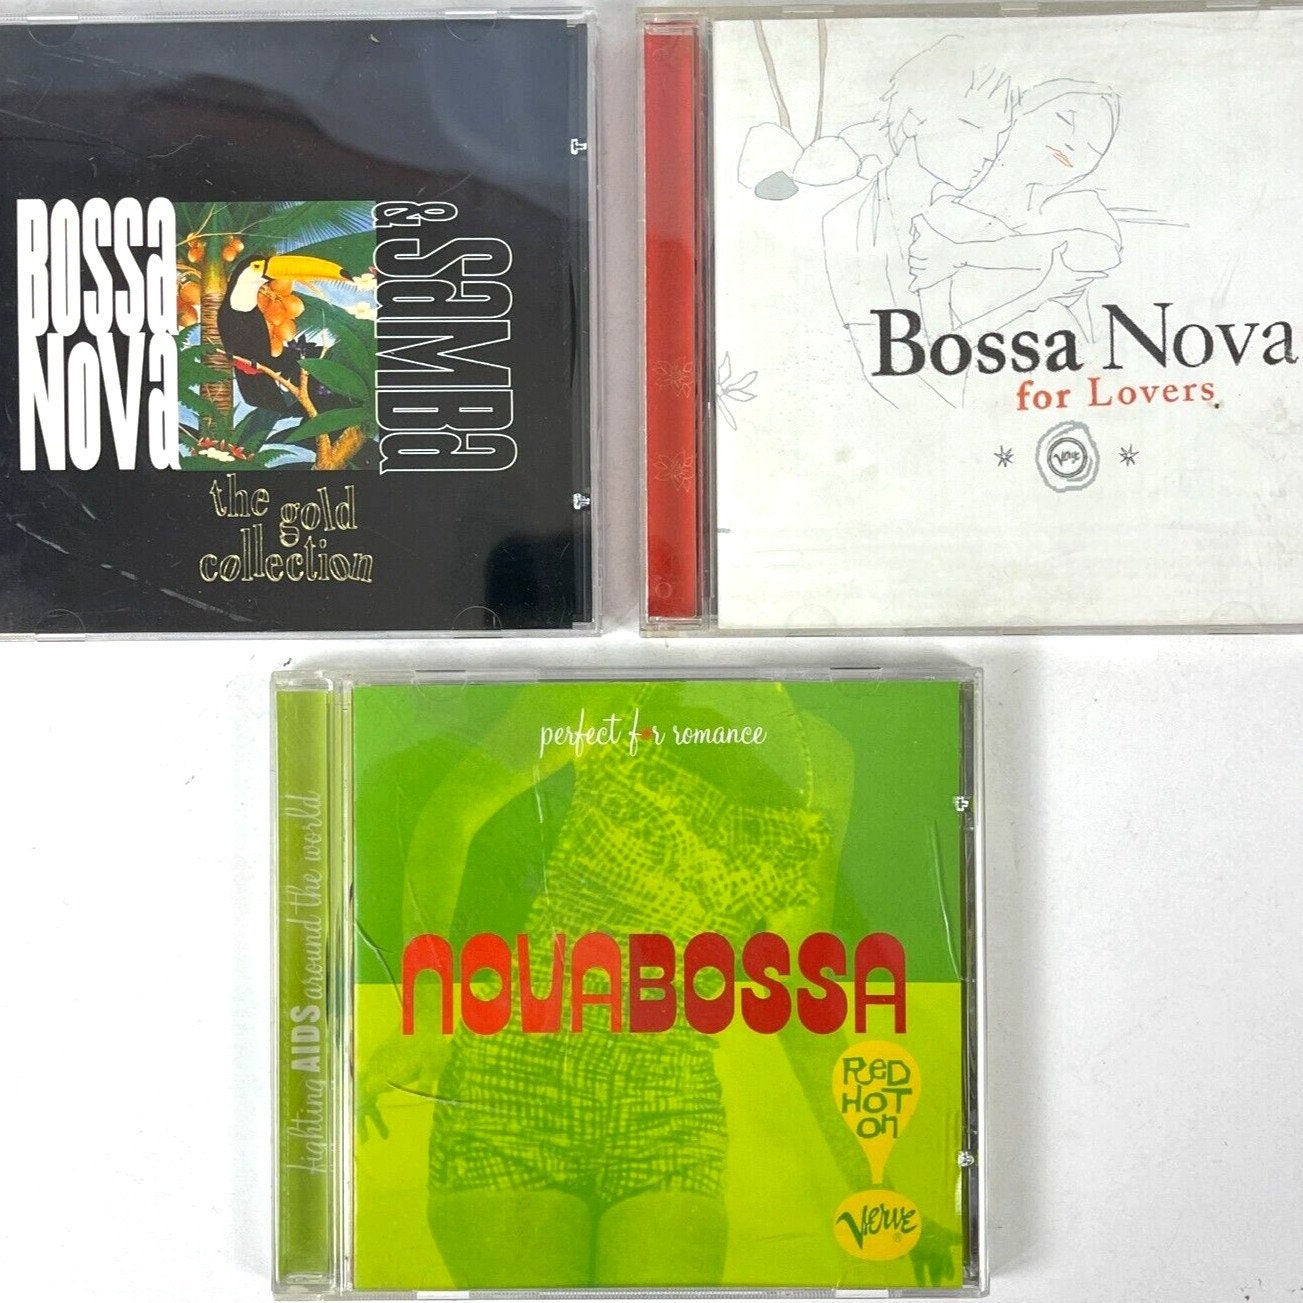 BOSSA
NOVA
& SAMBA
the gold
collection
Bossa Nova
for Lovers
Verve
fighting AIDS around the world
perfect for romance
NOVABOSSA
RED
HOT
on
VERVE